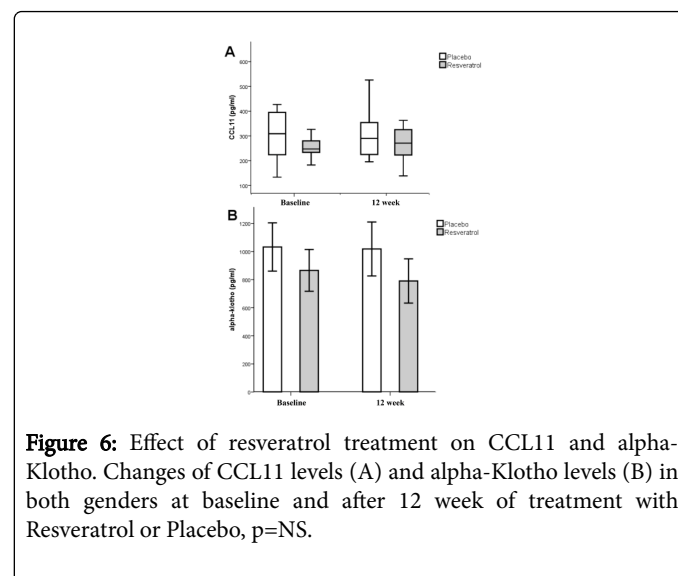 A
Placebo
Resveratrol
600
500
400
300
200
100
CCL11 (pg/ml)
Baseline 12 week
B
Placebo
Resveratrol
1200
1000
800
600
400
200
0
alpha-klotho (pg/ml)
Baseline 12 week
Figure 6: Effect of resveratrol treatment on CCL11 and alpha-
Klotho. Changes of CCL11 levels (A) and alpha-Klotho levels (B) in
both genders at baseline and after 12 week of treatment with
Resveratrol or Placebo, p=NS.